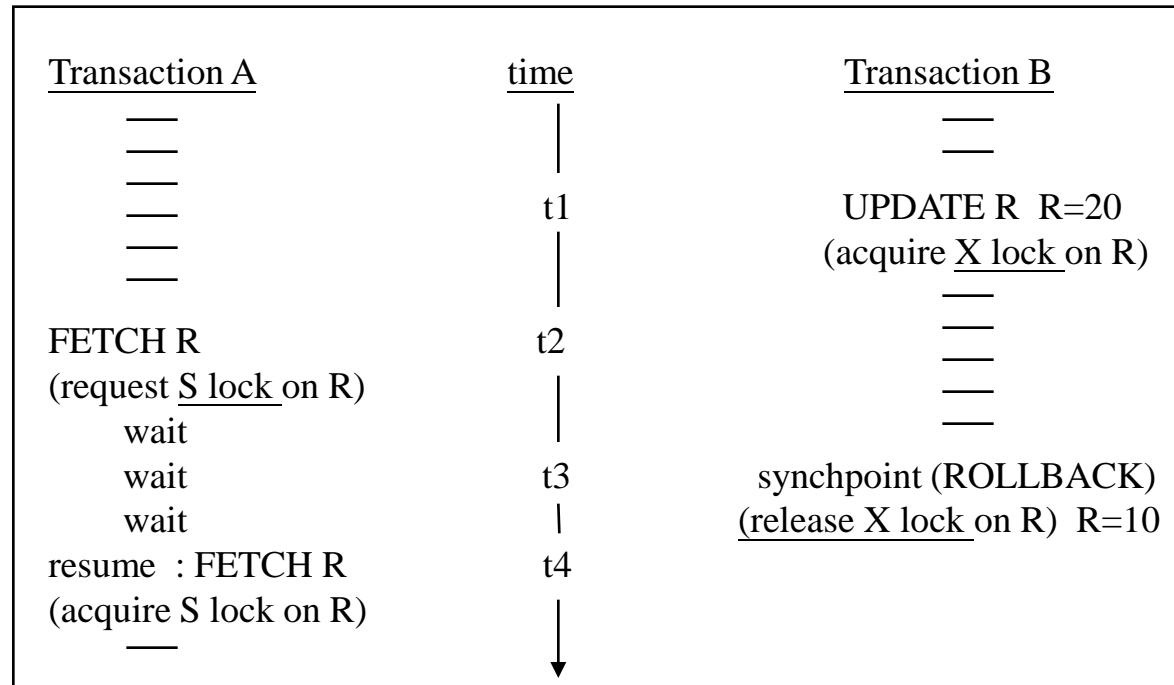 Transaction A time Transaction B
t1 UPDATE R R=20
(acquire X lock on R)
FETCH R t2
(request S lock on R)
wait
wait t3 synchpoint (ROLLBACK)
wait (release X lock on R) R=10
resume : FETCH R t4
(acquire S lock on R)